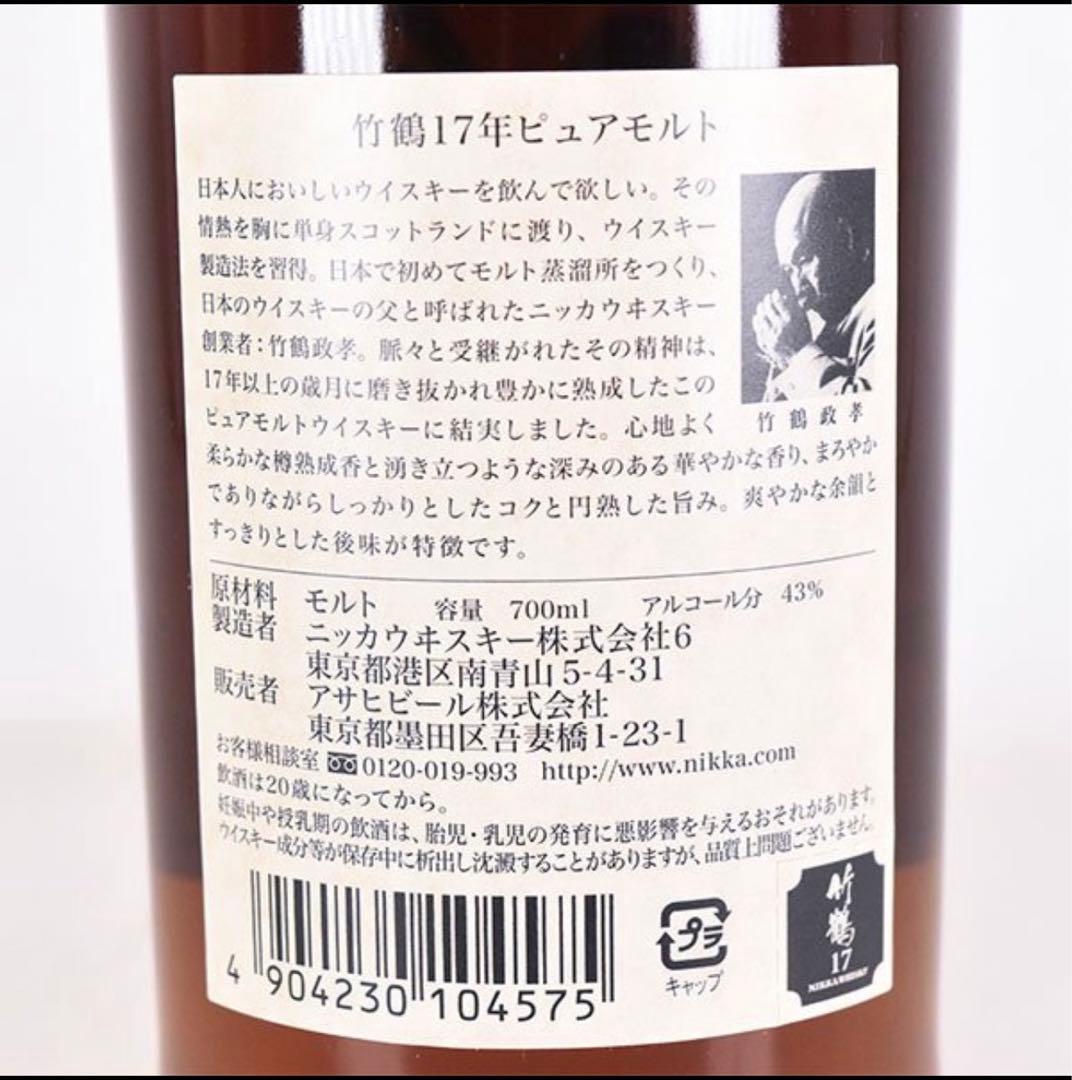 竹鶴17年ピュアモルト
日本人においしいウイスキーを飲んで欲しい。その
情熱を胸に単身スコットランドに渡り、ウイスキー
製造法を習得。日本で初めてモルト蒸溜所をつくり、
日本のウイスキーの父と呼ばれたニッカウヰスキー
創業者：竹鶴政孝。脈々と受継がれたその精神は、
17年以上の歳月に磨き抜かれ豊かに熟成したこの
ピュアモルトウイスキーに結実しました。心地よく
柔らかな樽熟成香と湧き立つような深みのある華やかな香り、まろやか
でありながらしっかりとしたコクと円熟した旨み。爽やかな余韻と
すっきりとした後味が特徴です。
竹鶴政孝
原材料 モルト 容量 700ml アルコール分 43%
製造者 ニッカウヰスキー株式会社6
東京都港区南青山5-4-31
販売者 アサヒビール株式会社
東京都墨田区吾妻橋1-23-1
お客様相談室 0120-019-993 http://www.nikka.com
飲酒は20歳になってから。
妊娠中や授乳期の飲酒は、胎児・乳児の発育に悪影響を与えるおそれがあります。
ウイスキー成分等が保存中に析出し沈澱することがありますが、品質上問題ございません。
4 904230 104575
プラ
キャップ
竹鶴
17
NIKKA WHISKY